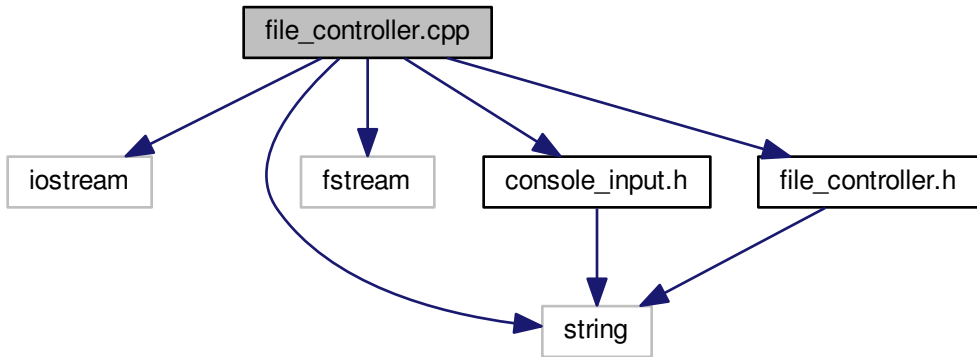 file_controller.cpp
iostream
fstream
console_input.h
file_controller.h
string